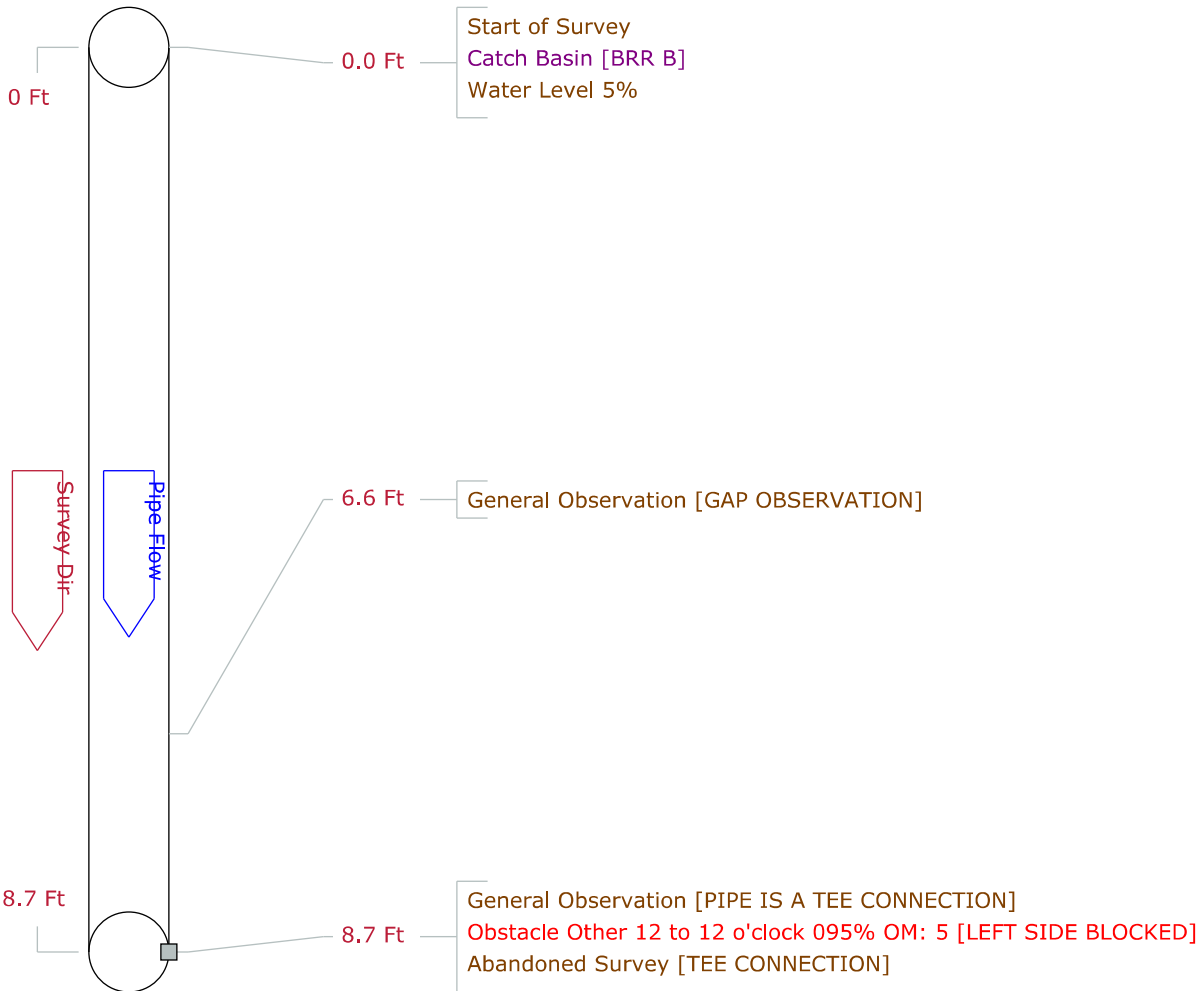 Start of Survey
0.0 Ft
Catch Basin [BRR B]
Water Level 5%
0 Ft
Survey Dir
Pipe Flow
6.6 Ft
General Observation [GAP OBSERVATION]
8.7 Ft
General Observation [PIPE IS A TEE CONNECTION]
8.7 Ft
Obstacle Other 12 to 12 o'clock 095% OM: 5 [LEFT SIDE BLOCKED]
Abandoned Survey [TEE CONNECTION]